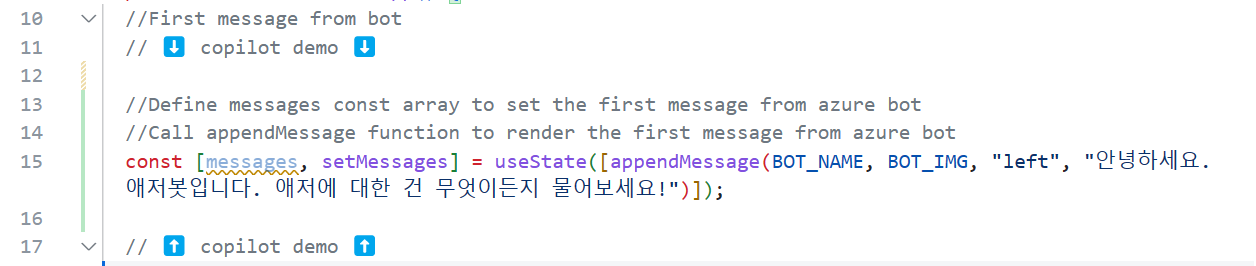 10 //First message from bot
11 // ⬇️ copilot demo ⬇️
12
13 //Define messages const array to set the first message from azure bot
14 //Call appendMessage function to render the first message from azure bot
15 const [messages, setMessages] = useState([appendMessage(BOT_NAME, BOT_IMG, "left", "안녕하세요.
애저봇입니다. 애저에 대한 건 무엇이든지 물어보세요!")]);
16
17 // ⬆️ copilot demo ⬆️